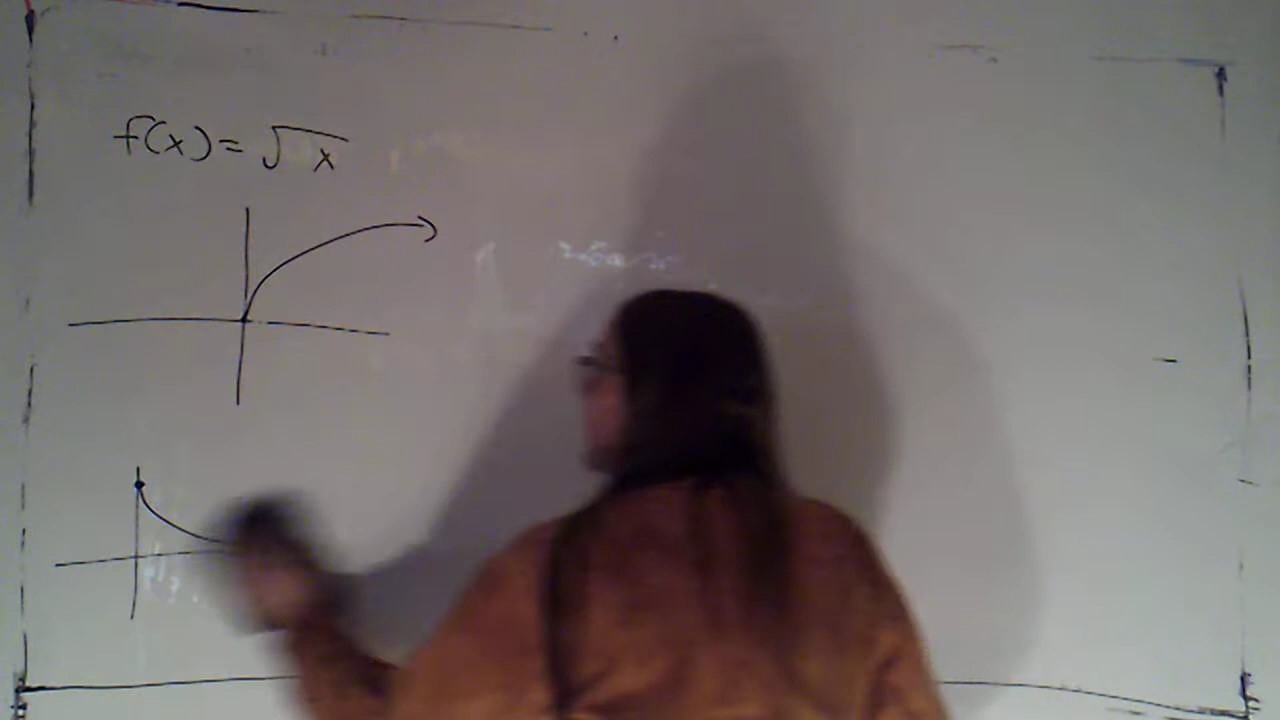 f(x) = √x